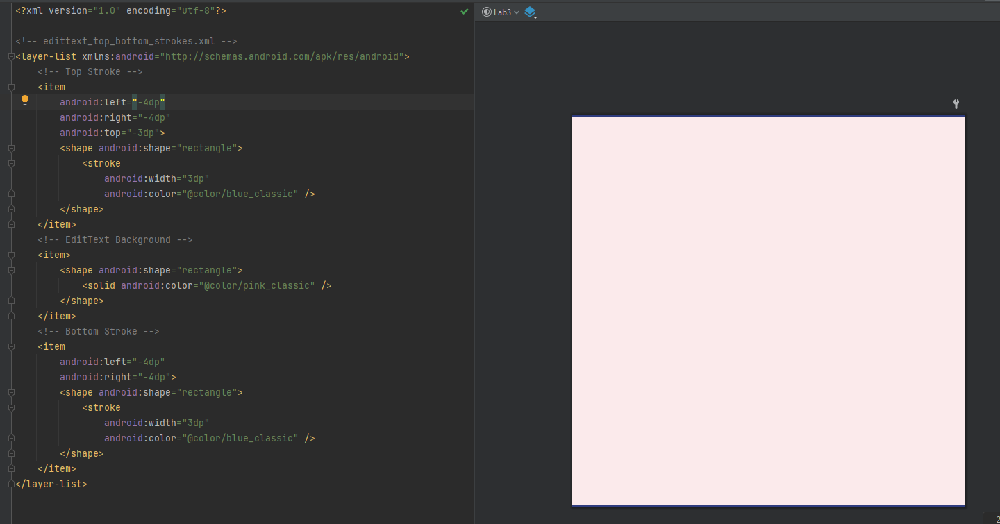 <?xml version="1.0" encoding="utf-8"?>
<!-- edittext_top_bottom_strokes.xml -->
<layer-list xmlns:android="http://schemas.android.com/apk/res/android">
    <!-- Top Stroke -->
    <item
        android:left="-4dp"
        android:right="-4dp"
        android:top="-3dp">
        <shape android:shape="rectangle">
            <stroke
                android:width="3dp"
                android:color="@color/blue_classic" />
        </shape>
    </item>
    <!-- EditText Background -->
    <item>
        <shape android:shape="rectangle">
            <solid android:color="@color/pink_classic" />
        </shape>
    </item>
    <!-- Bottom Stroke -->
    <item
        android:left="-4dp"
        android:right="-4dp">
        <shape android:shape="rectangle">
            <stroke
                android:width="3dp"
                android:color="@color/blue_classic" />
        </shape>
    </item>
</layer-list>
Lab3